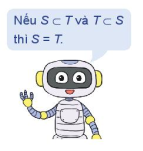 Nếu S ⊂ T và T ⊂ S
thì S = T.